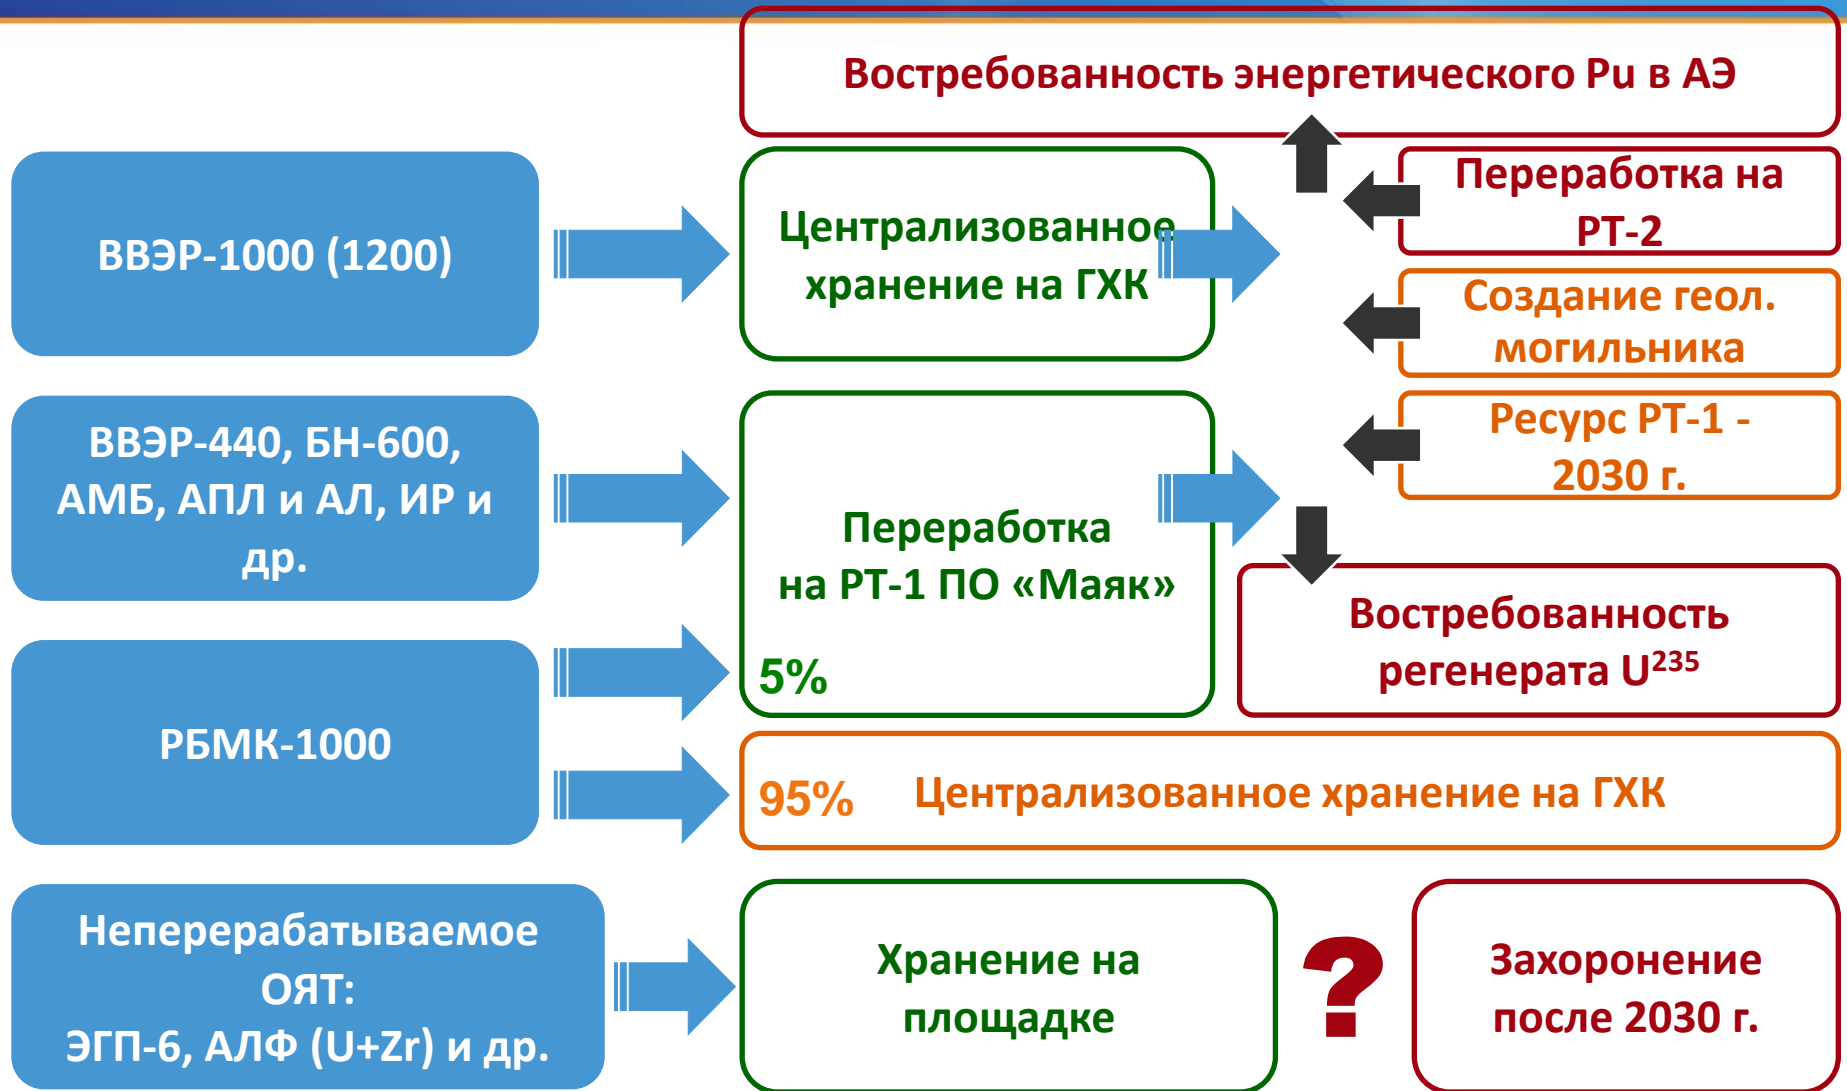 Востребованность энергетического Pu в АЭ
ВВЭР-1000 (1200)
Централизованное
хранение на ГХК
Переработка на
РТ-2
Создание геол.
могильника
Ресурс РТ-1 -
2030 г.
ВВЭР-440, БН-600,
АМБ, АПЛ и АЛ, ИР и
др.
Переработка
на РТ-1 ПО «Маяк»
5%
Востребованность
регенерата U²³⁵
РБМК-1000
95%
Централизованное хранение на ГХК
Неперерабатываемое
ОЯТ:
ЭГП-6, АЛФ (U+Zr) и др.
Хранение на
площадке
?
Захоронение
после 2030 г.